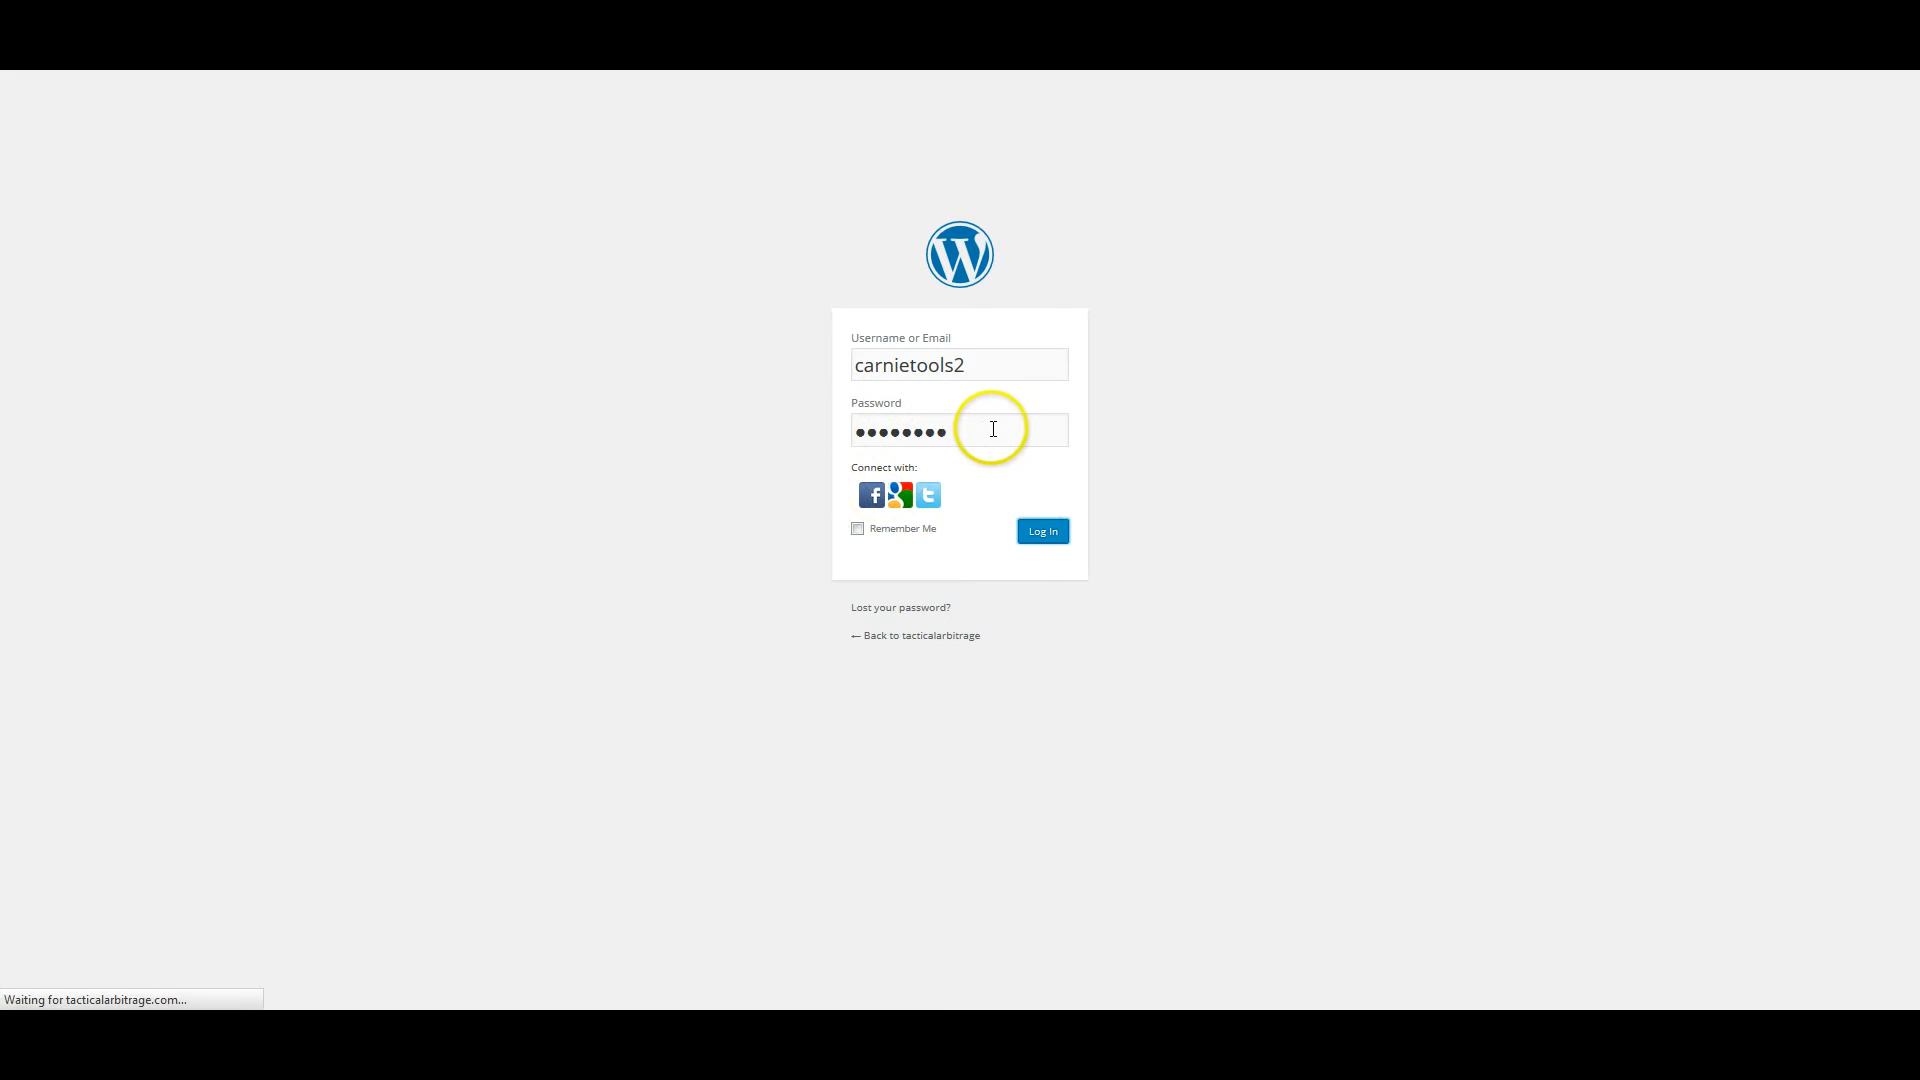 Username or Email
carnietools2
Password
Connect with:
Remember Me
Log In
Lost your password?
← Back to tacticalarbitrage
Waiting for tacticalarbitrage.com...